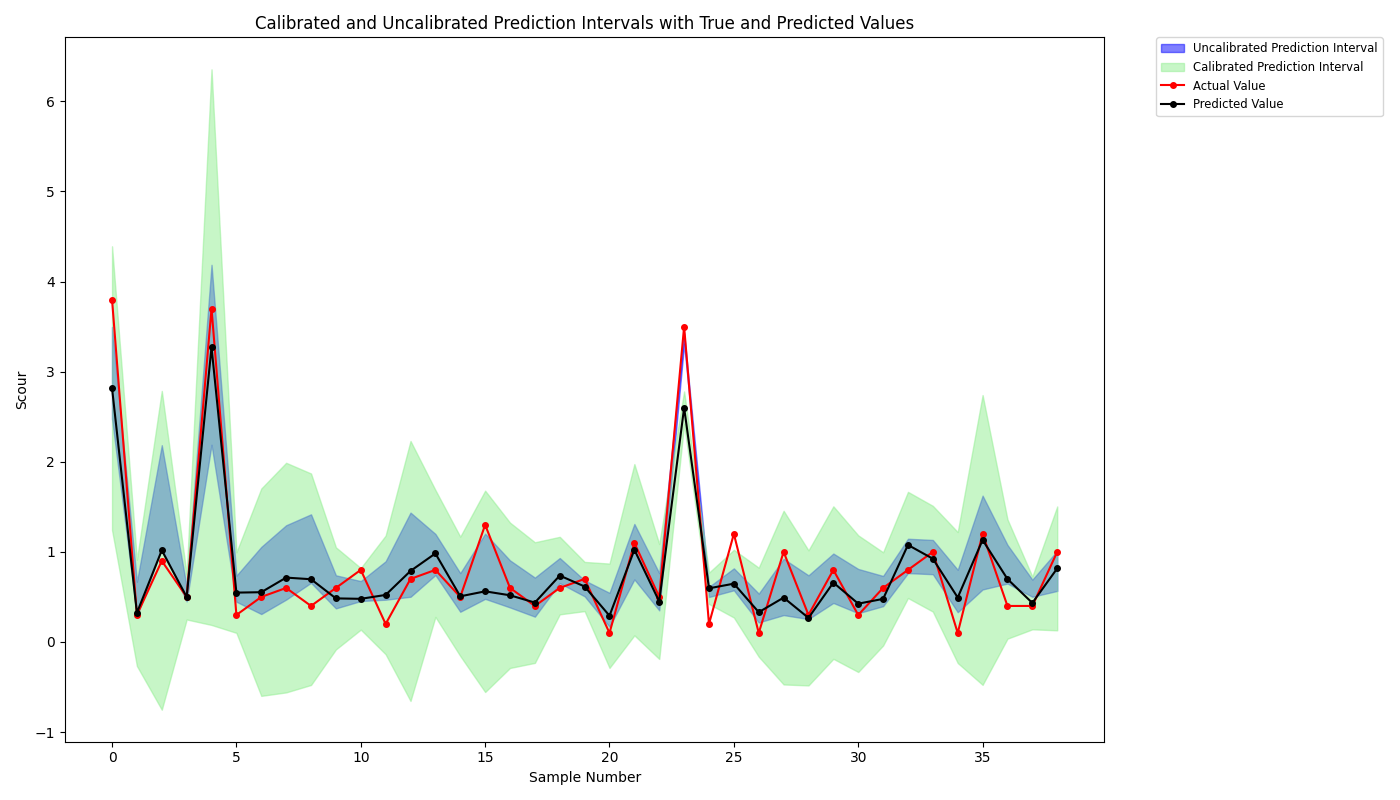 Calibrated and Uncalibrated Prediction Intervals with True and Predicted Values
Uncalibrated Prediction Interval
Calibrated Prediction Interval
Actual Value
Predicted Value
Scour
6
5
4
3
2
1
0
−1
0 5 10 15 20 25 30 35
Sample Number